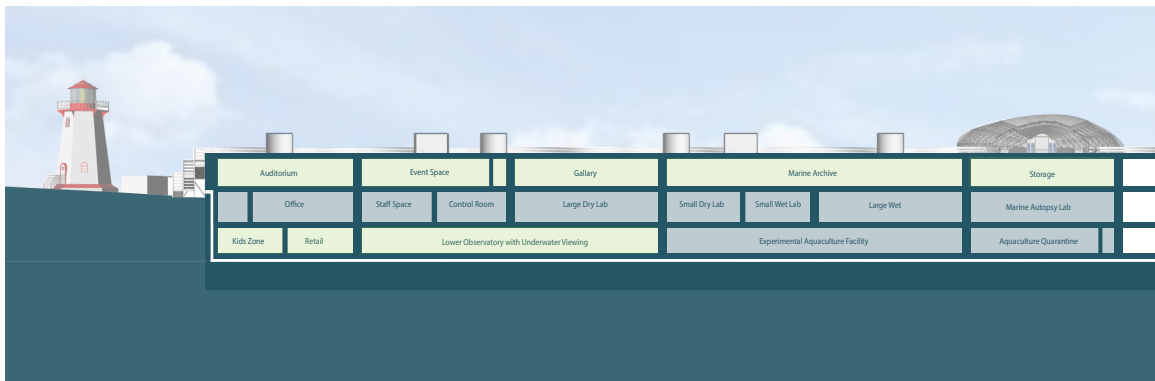 Auditorium
Event Space
Gallary
Marine Archive
Storage
Office
Staff Space
Control Room
Large Dry Lab
Small Dry Lab
Small Wet Lab
Large Wet
Marine Autopsy Lab
Kids Zone
Retail
Lower Observatory with Underwater Viewing
Experimental Aquaculture Facility
Aquaculture Quarantine